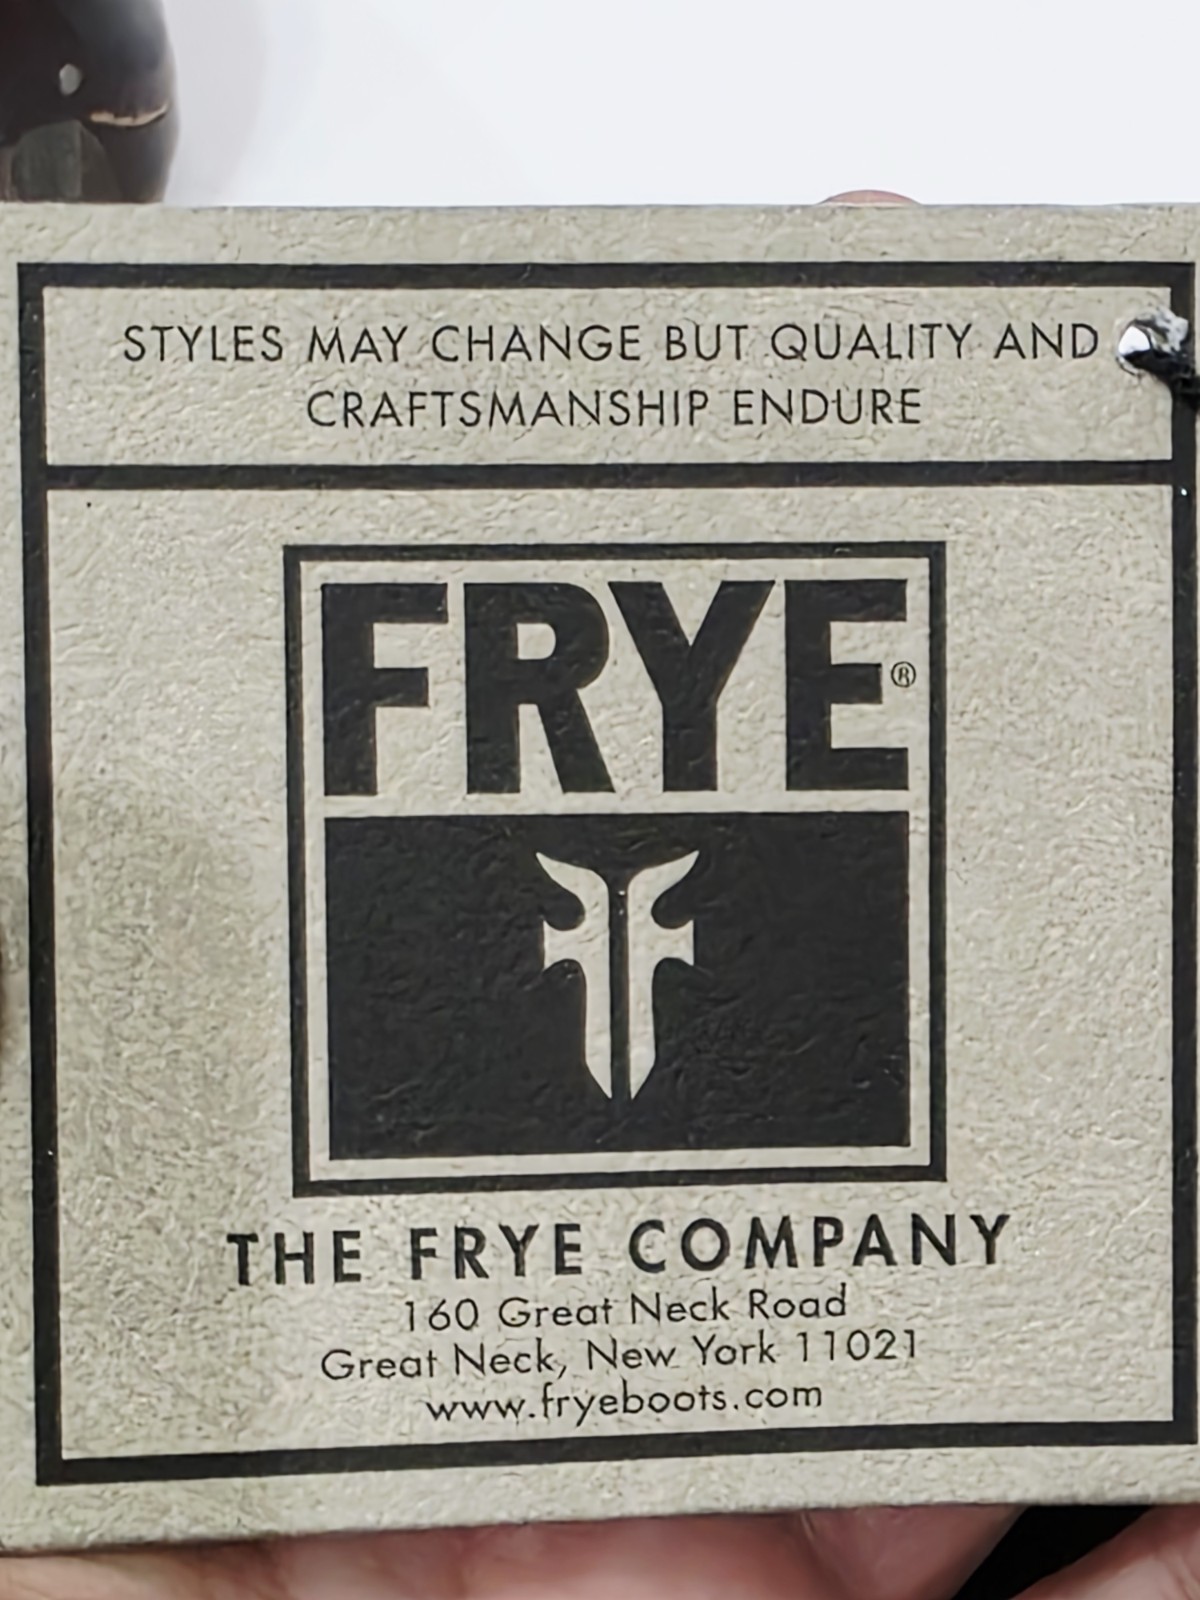 STYLES MAY CHANGE BUT QUALITY AND
CRAFTSMANSHIP ENDURE
FRYE®
THE FRYE COMPANY
160 Great Neck Road
Great Neck, New York 11021
www.fryeboots.com